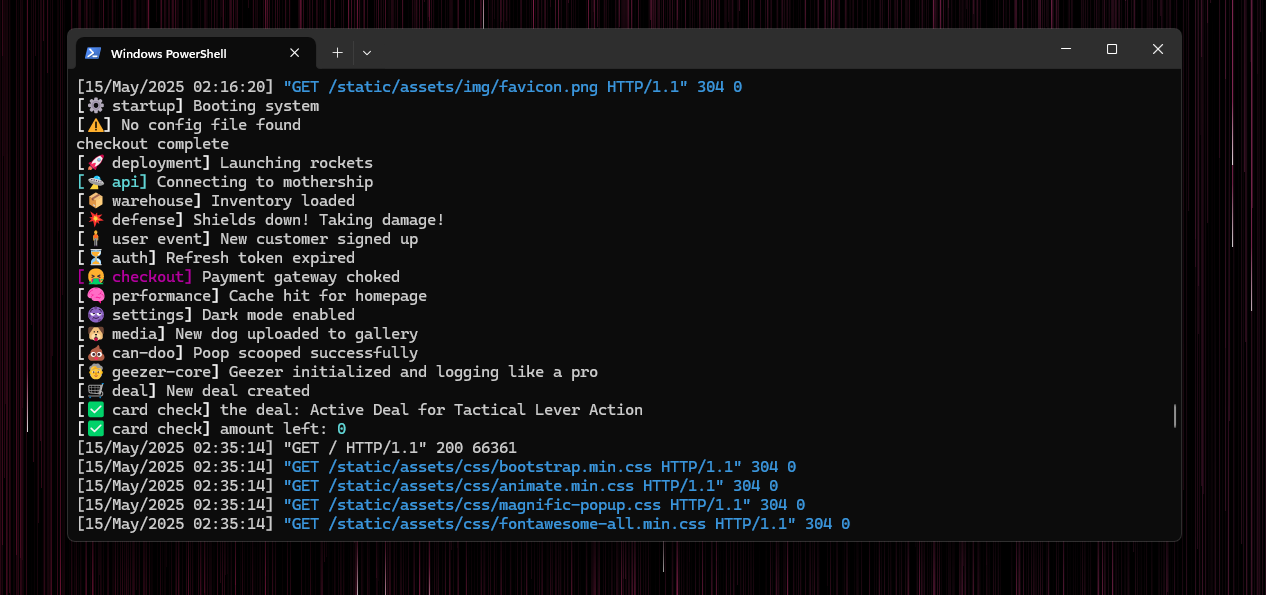 Windows PowerShell
[15/May/2025 02:16:20] "GET /static/assets/img/favicon.png HTTP/1.1" 304 0
[⚙️ startup] Booting system
[⚠️] No config file found
checkout complete
[🚀 deployment] Launching rockets
[🛸 api] Connecting to mothership
[📦 warehouse] Inventory loaded
[💥 defense] Shields down! Taking damage!
[🧍 user event] New customer signed up
[⏳ auth] Refresh token expired
[🤮 checkout] Payment gateway choked
[🧠 performance] Cache hit for homepage
[😈 settings] Dark mode enabled
[🐶 media] New dog uploaded to gallery
[💩 can-doo] Poop scooped successfully
[👴 geezer-core] Geezer initialized and logging like a pro
[🛒 deal] New deal created
[✅ card check] the deal: Active Deal for Tactical Lever Action
[✅ card check] amount left: 0
[15/May/2025 02:35:14] "GET / HTTP/1.1" 200 66361
[15/May/2025 02:35:14] "GET /static/assets/css/bootstrap.min.css HTTP/1.1" 304 0
[15/May/2025 02:35:14] "GET /static/assets/css/animate.min.css HTTP/1.1" 304 0
[15/May/2025 02:35:14] "GET /static/assets/css/magnific-popup.css HTTP/1.1" 304 0
[15/May/2025 02:35:14] "GET /static/assets/css/fontawesome-all.min.css HTTP/1.1" 304 0